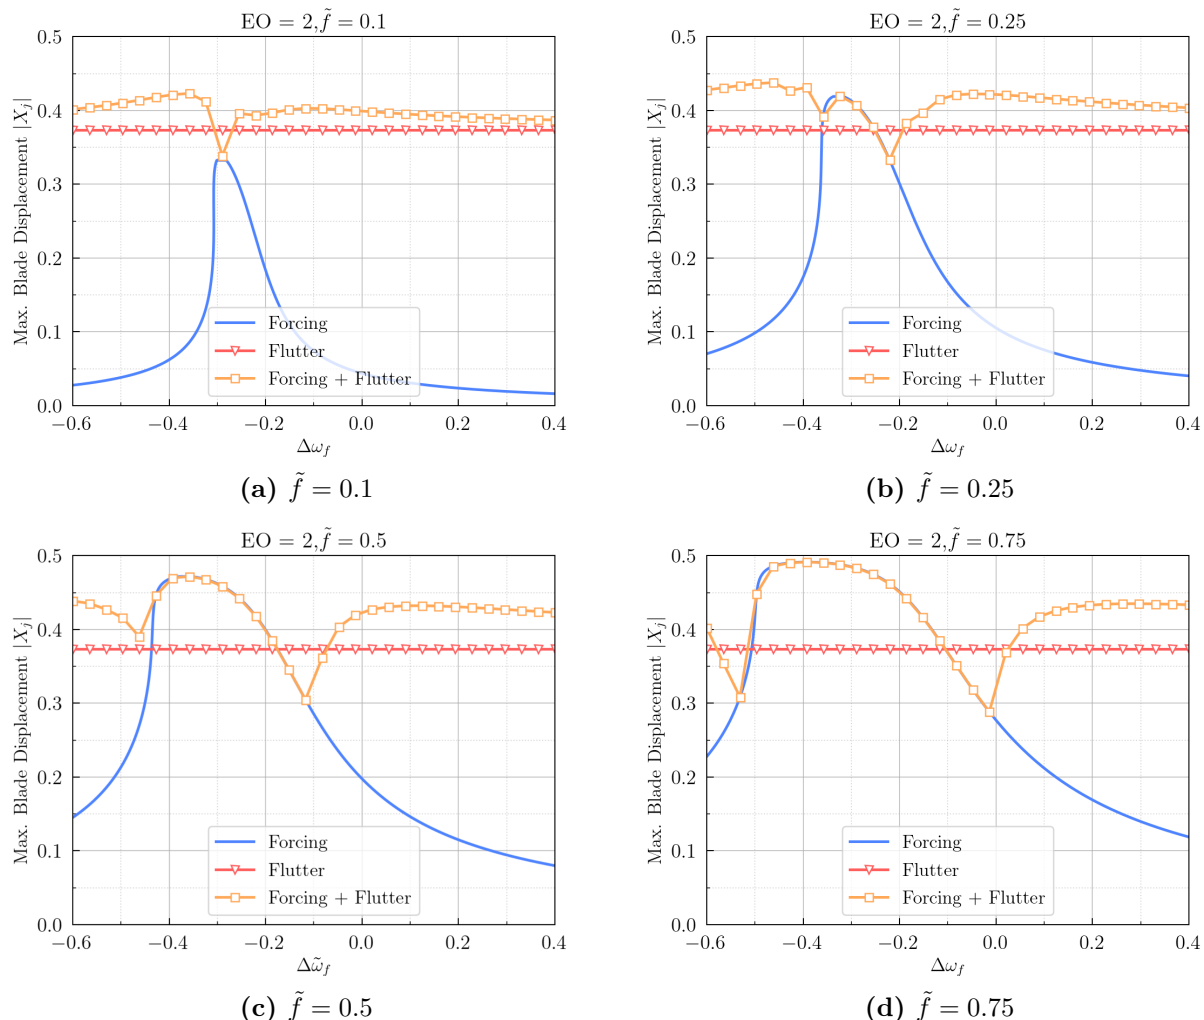 EO = 2, f̃ = 0.1
Max. Blade Displacement |X_j|
0.5
0.4
0.3
0.2
0.1
0.0
−0.6 −0.4 −0.2 0.0 0.2 0.4
Δω_f
Forcing
Flutter
Forcing + Flutter
(a) f̃ = 0.1
EO = 2, f̃ = 0.25
Max. Blade Displacement |X_j|
0.5
0.4
0.3
0.2
0.1
0.0
−0.6 −0.4 −0.2 0.0 0.2 0.4
Δω_f
Forcing
Flutter
Forcing + Flutter
(b) f̃ = 0.25
EO = 2, f̃ = 0.5
Max. Blade Displacement |X_j|
0.5
0.4
0.3
0.2
0.1
0.0
−0.6 −0.4 −0.2 0.0 0.2 0.4
Δω̃_f
Forcing
Flutter
Forcing + Flutter
(c) f̃ = 0.5
EO = 2, f̃ = 0.75
Max. Blade Displacement |X_j|
0.5
0.4
0.3
0.2
0.1
0.0
−0.6 −0.4 −0.2 0.0 0.2 0.4
Δω_f
Forcing
Flutter
Forcing + Flutter
(d) f̃ = 0.75